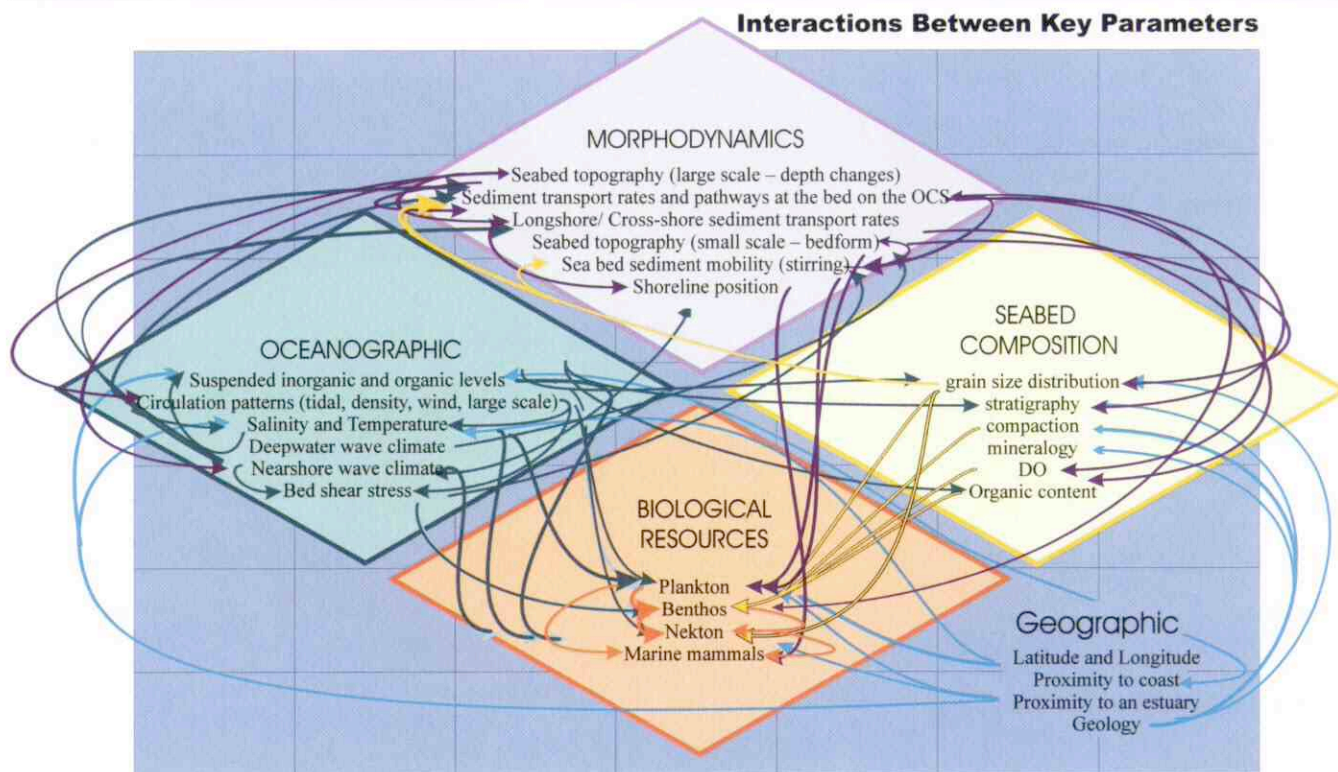 Interactions Between Key Parameters
MORPHODYNAMICS
Seabed topography (large scale – depth changes)
Sediment transport rates and pathways at the bed on the OCS
Longshore/ Cross-shore sediment transport rates
Seabed topography (small scale – bedform)
Sea bed sediment mobility (stirring)
Shoreline position
OCEANOGRAPHIC
Suspended inorganic and organic levels
Circulation patterns (tidal, density, wind, large scale)
Salinity and Temperature
Deepwater wave climate
Nearshore wave climate
Bed shear stress
SEABED
COMPOSITION
grain size distribution
stratigraphy
compaction
mineralogy
DO
Organic content
BIOLOGICAL
RESOURCES
Plankton
Benthos
Nekton
Marine mammals
Geographic
Latitude and Longitude
Proximity to coast
Proximity to an estuary
Geology